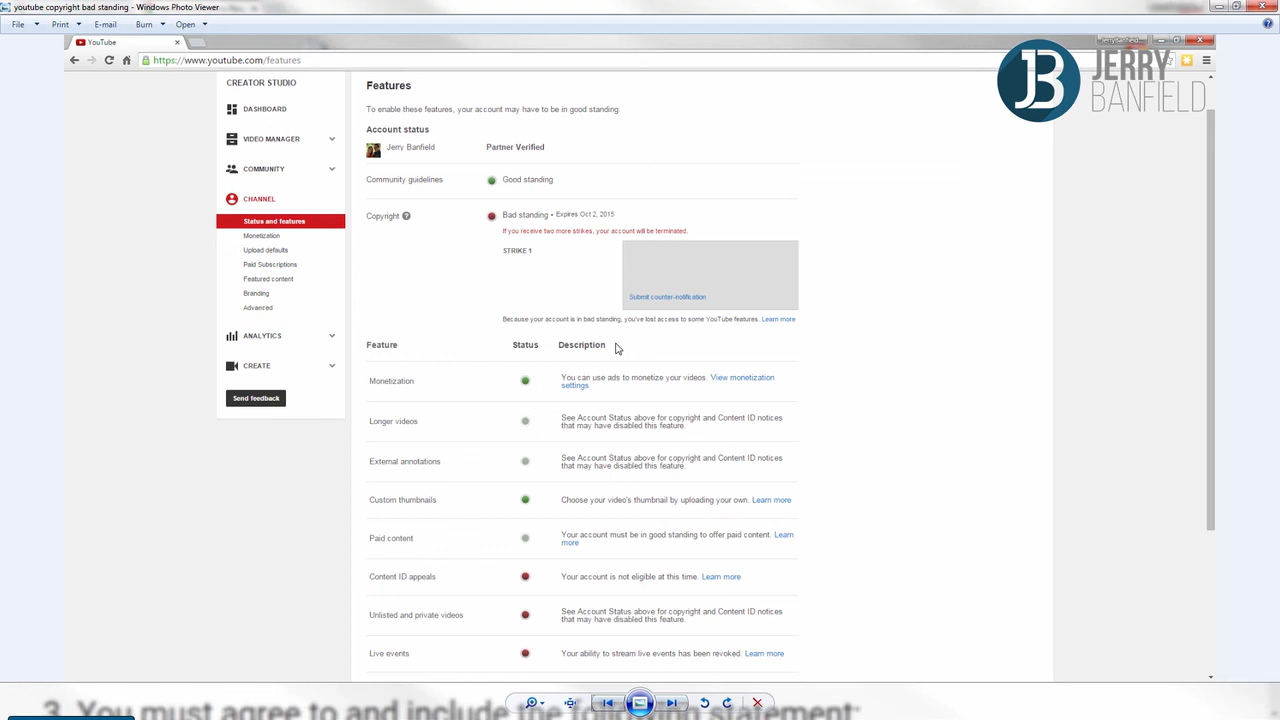 youtube copyright bad standing - Windows Photo Viewer
File Print E-mail Burn Open
YouTube
https://www.youtube.com/features
JERRY
BANFIELD
JB
CREATOR STUDIO
DASHBOARD
VIDEO MANAGER
COMMUNITY
CHANNEL
Status and features
Monetization
Upload defaults
Paid Subscriptions
Featured content
Branding
Advanced
ANALYTICS
CREATE
Send feedback
Features
To enable these features, your account may have to be in good standing.
Account status
Jerry Banfield Partner Verified
Community guidelines Good standing
Copyright ? Bad standing • Expires Oct 2, 2015
If you receive two more strikes, your account will be terminated.
STRIKE 1
Submit counter-notification
Because your account is in bad standing, you've lost access to some YouTube features. Learn more
Feature Status Description
Monetization You can use ads to monetize your videos. View monetization
settings
Longer videos See Account Status above for copyright and Content ID notices
that may have disabled this feature.
External annotations See Account Status above for copyright and Content ID notices
that may have disabled this feature.
Custom thumbnails Choose your video's thumbnail by uploading your own. Learn more
Paid content Your account must be in good standing to offer paid content. Learn
more
Content ID appeals Your account is not eligible at this time. Learn more
Unlisted and private videos See Account Status above for copyright and Content ID notices
that may have disabled this feature.
Live events Your ability to stream live events has been revoked. Learn more
3. You must agree to and include the following statement: